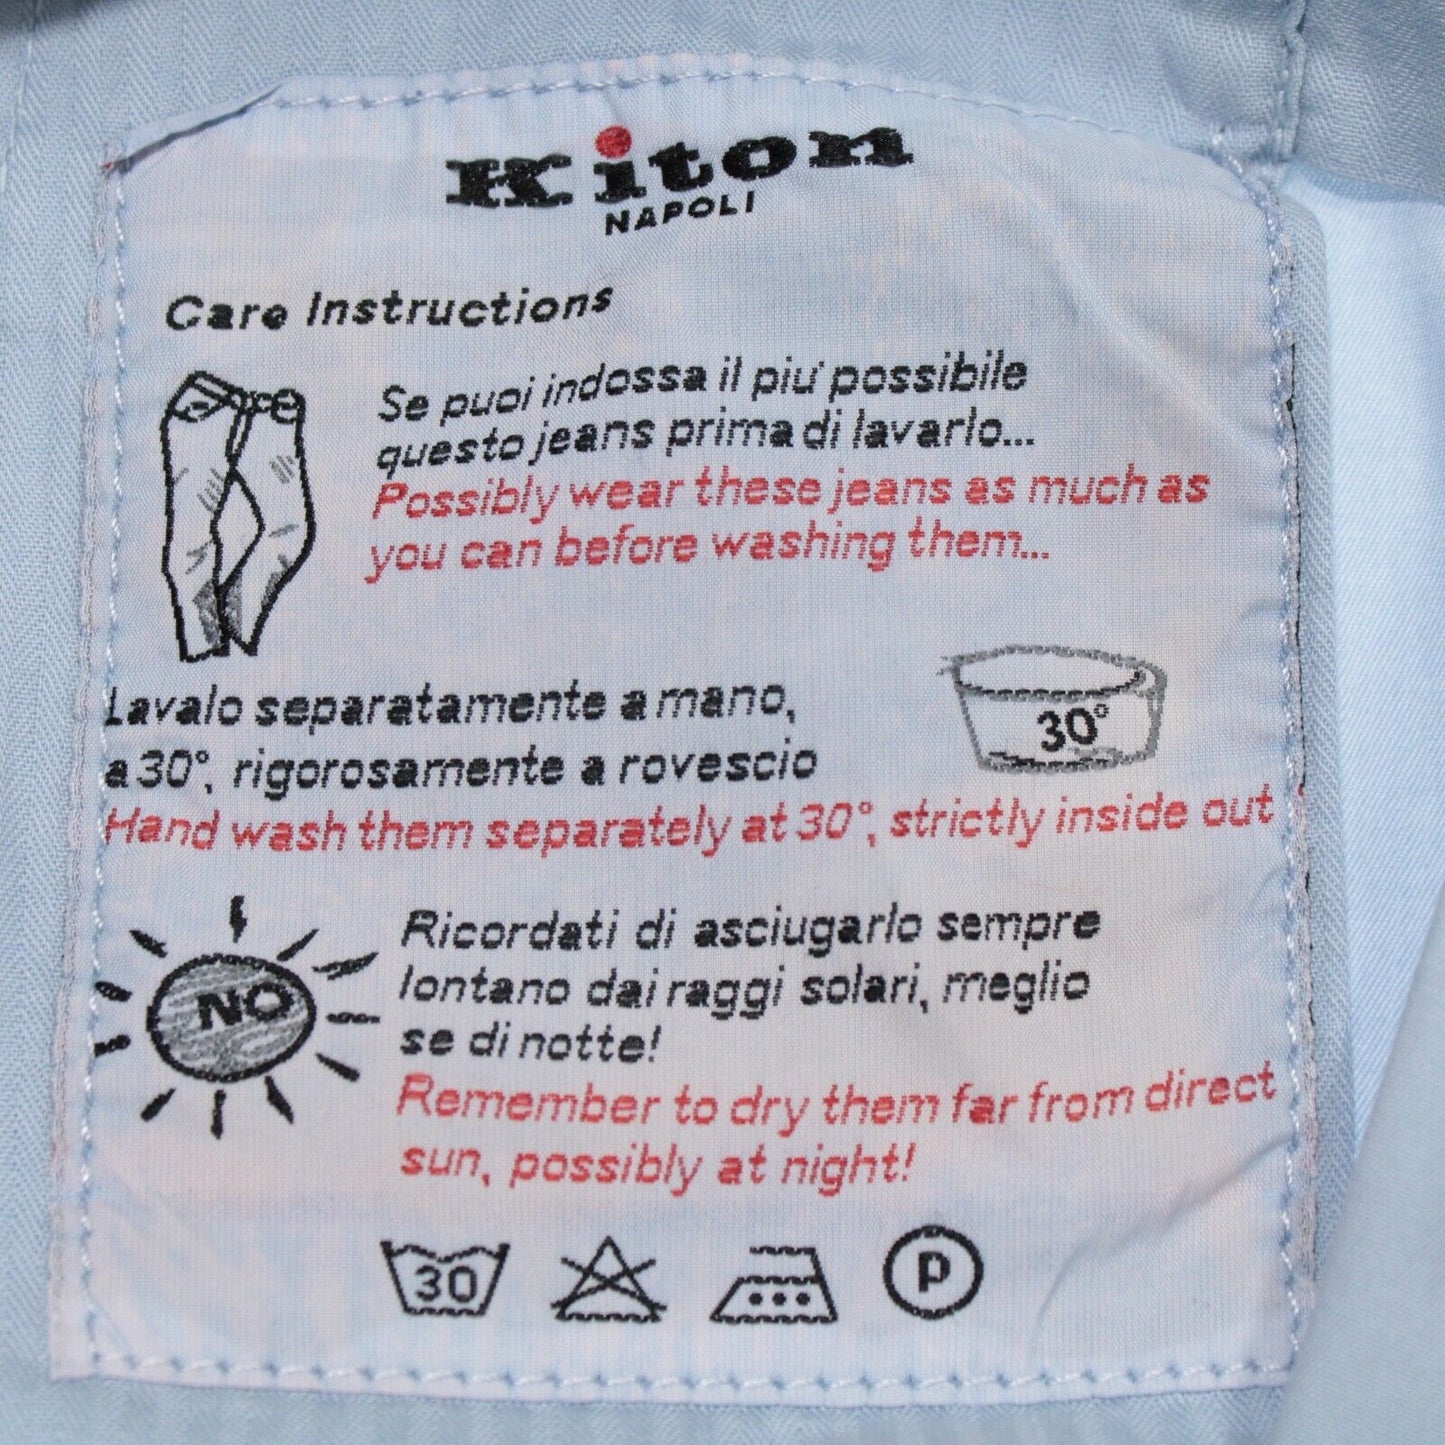 Kiton
NAPOLI
Care Instructions
Se puoi indossa il piu' possibile
questo jeans prima di lavarlo...
Possibly wear these jeans as much as
you can before washing them...
Lavalo separatamente a mano,
a 30°, rigorosamente a rovescio
30°
Hand wash them separately at 30°, strictly inside out
NO
Ricordati di asciugarlo sempre
lontano dai raggi solari, meglio
se di notte!
Remember to dry them far from direct
sun, possibly at night!
30
P